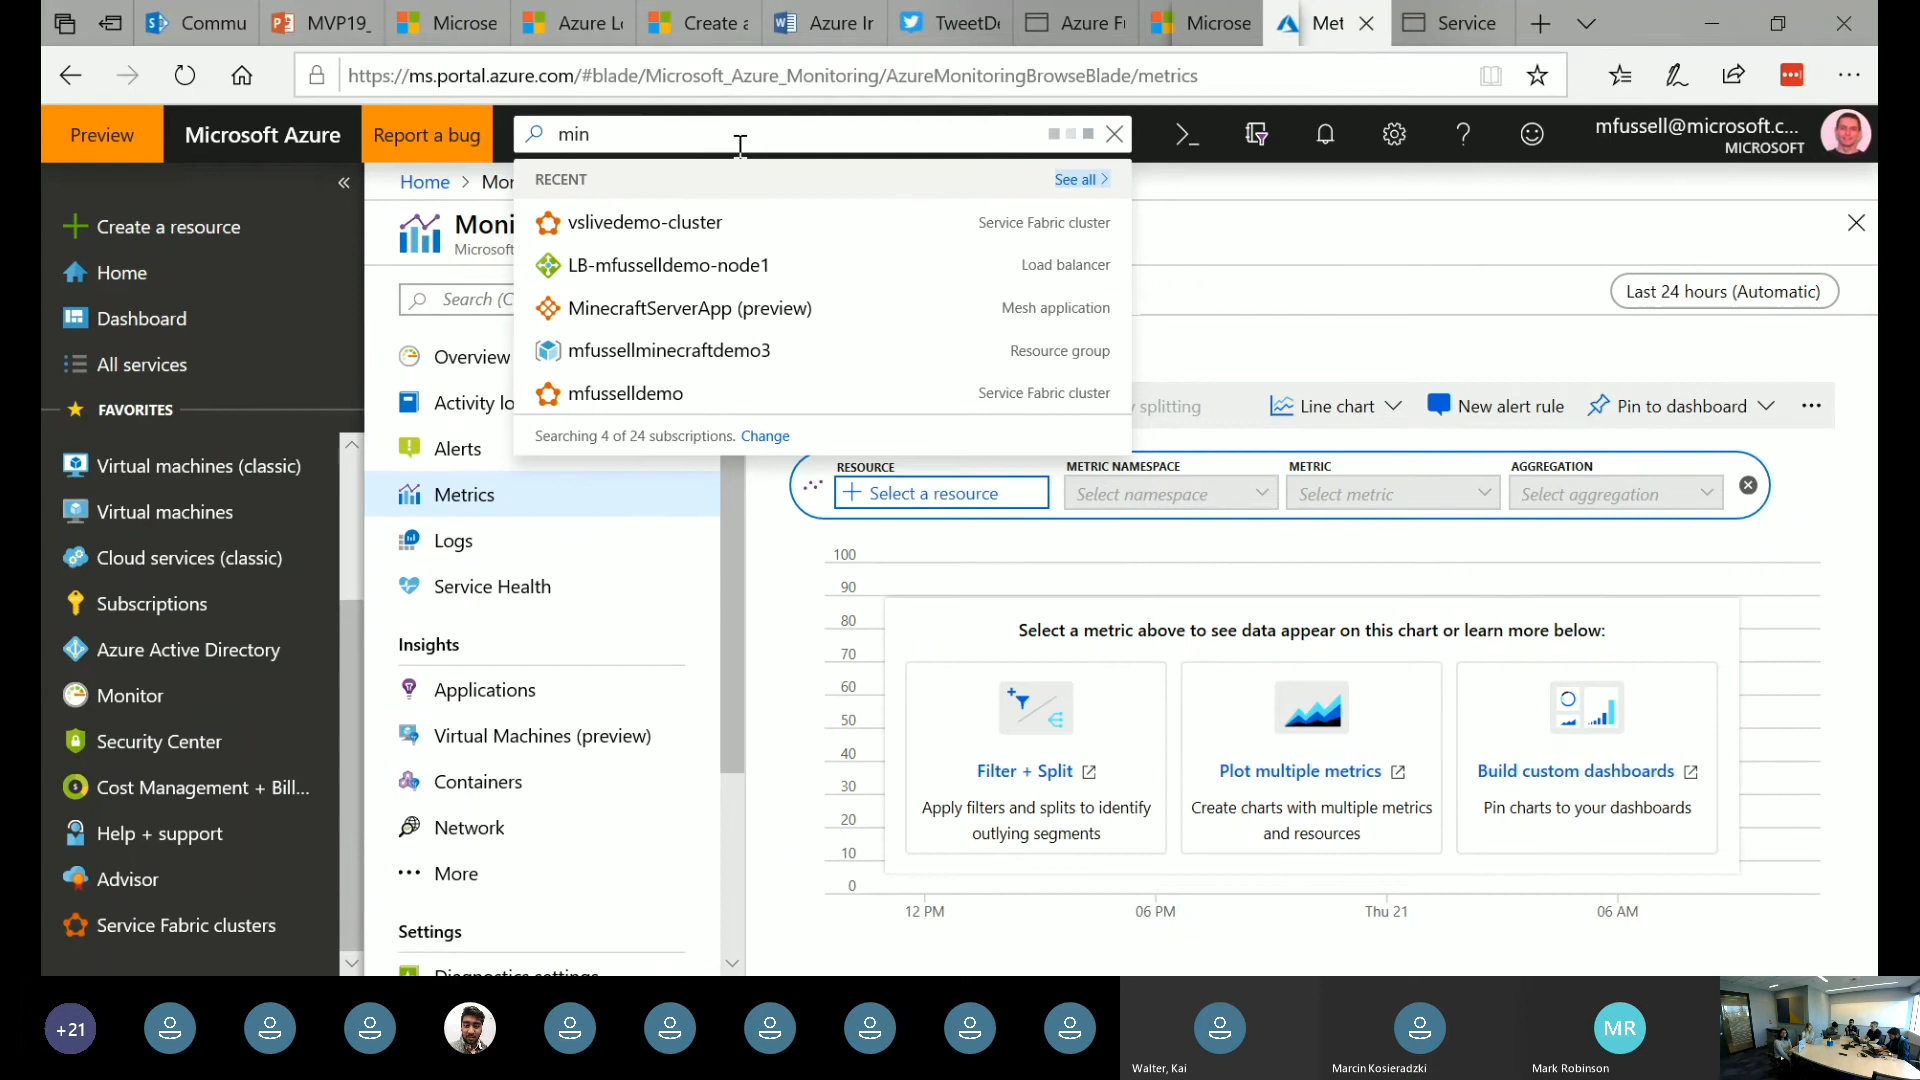 Commu
MVP19_
Microse
Azure Lo
Create a
Azure Ir
TweetDe
Azure Fu
Microse
Met
Service
https://ms.portal.azure.com/#blade/Microsoft_Azure_Monitoring/AzureMonitoringBrowseBlade/metrics
Preview
Microsoft Azure
Report a bug
min
mfussell@microsoft.c...
MICROSOFT
RECENT
See all >
vslivedemo-cluster
Service Fabric cluster
LB-mfusselldemo-node1
Load balancer
MinecraftServerApp (preview)
Mesh application
mfussellminecraftdemo3
Resource group
mfusselldemo
Service Fabric cluster
Searching 4 of 24 subscriptions. Change
Create a resource
Home
Dashboard
All services
FAVORITES
Virtual machines (classic)
Virtual machines
Cloud services (classic)
Subscriptions
Azure Active Directory
Monitor
Security Center
Cost Management + Bill...
Help + support
Advisor
Service Fabric clusters
Home > Mon
Moni
Microsoft
Search (C
Overview
Activity lo
Alerts
Metrics
Logs
Service Health
Insights
Applications
Virtual Machines (preview)
Containers
Network
More
Settings
Diagnostics settings
Last 24 hours (Automatic)
y splitting
Line chart
New alert rule
Pin to dashboard
RESOURCE
METRIC NAMESPACE
METRIC
AGGREGATION
Select a resource
Select namespace
Select metric
Select aggregation
100
90
80
70
60
50
40
30
20
10
0
Select a metric above to see data appear on this chart or learn more below:
Filter + Split
Apply filters and splits to identify
outlying segments
Plot multiple metrics
Create charts with multiple metrics
and resources
Build custom dashboards
Pin charts to your dashboards
12 PM
06 PM
Thu 21
06 AM
+21
MR
Walter, Kai
Marcin Kosieradzki
Mark Robinson